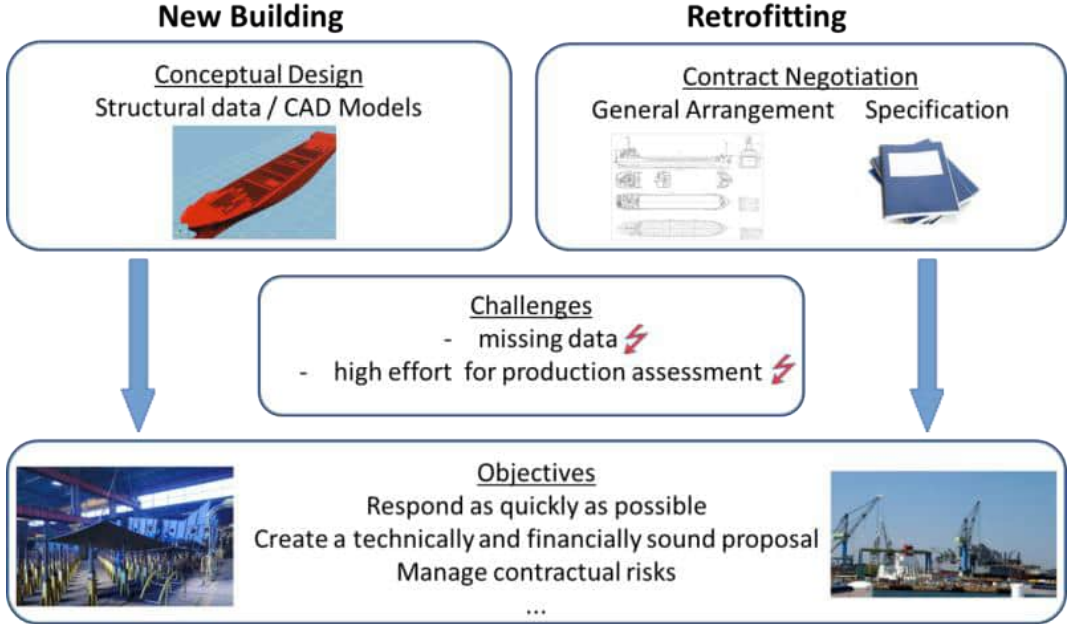 New Building
Retrofitting
Conceptual Design
Structural data / CAD Models
Contract Negotiation
General Arrangement
Specification
Challenges
- missing data
- high effort for production assessment
Objectives
Respond as quickly as possible
Create a technically and financially sound proposal
Manage contractual risks
...